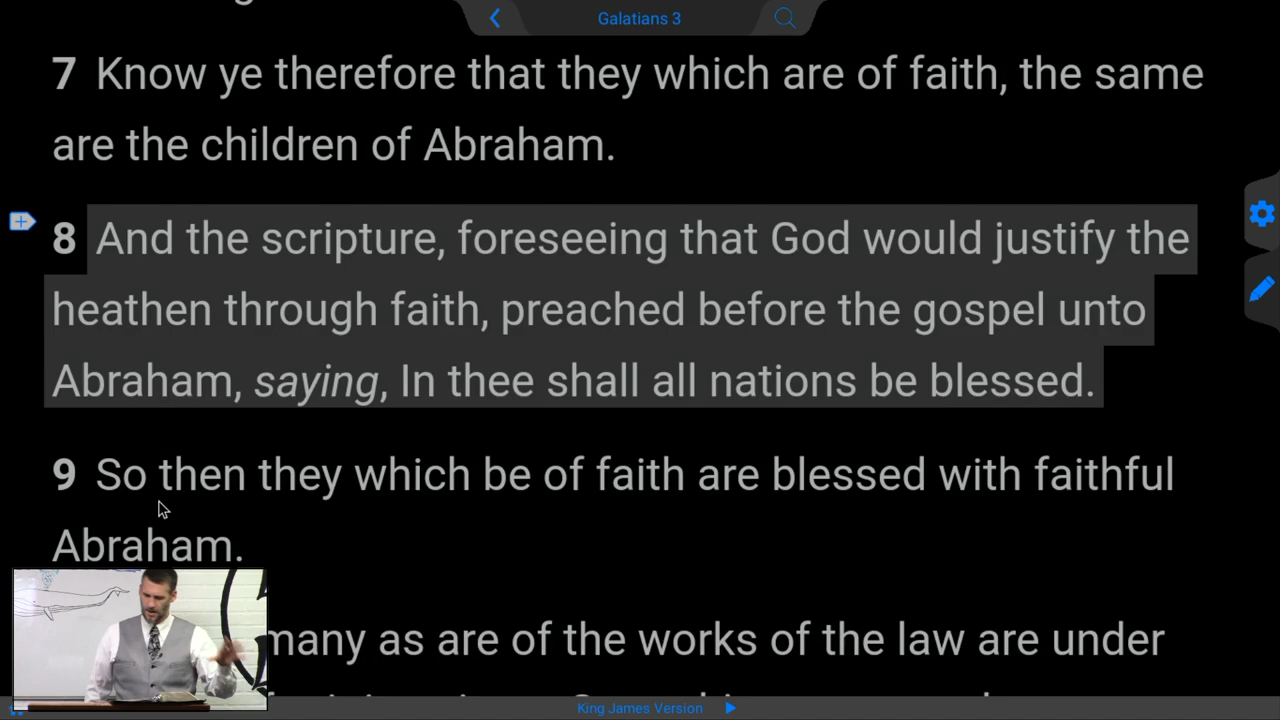 Galatians 3
7 Know ye therefore that they which are of faith, the same
are the children of Abraham.
8 And the scripture, foreseeing that God would justify the
heathen through faith, preached before the gospel unto
Abraham, saying, In thee shall all nations be blessed.
9 So then they which be of faith are blessed with faithful
Abraham.
many as are of the works of the law are under
King James Version